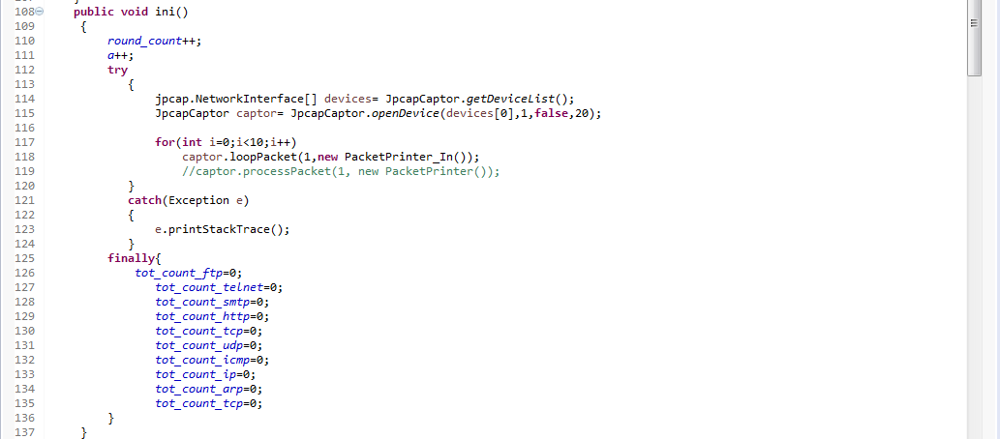 108 public void ini()
109 {
110 round_count++;
111 a++;
112 try
113 {
114 jpcap.NetworkInterface[] devices= JpcapCaptor.getDeviceList();
115 JpcapCaptor captor= JpcapCaptor.openDevice(devices[0],1,false,20);
116
117 for(int i=0;i<10;i++)
118 captor.loopPacket(1,new PacketPrinter_In());
119 //captor.processPacket(1, new PacketPrinter());
120 }
121 catch(Exception e)
122 {
123 e.printStackTrace();
124 }
125 finally{
126 tot_count_ftp=0;
127 tot_count_telnet=0;
128 tot_count_smtp=0;
129 tot_count_http=0;
130 tot_count_tcp=0;
131 tot_count_udp=0;
132 tot_count_icmp=0;
133 tot_count_ip=0;
134 tot_count_arp=0;
135 tot_count_tcp=0;
136 }
137 }